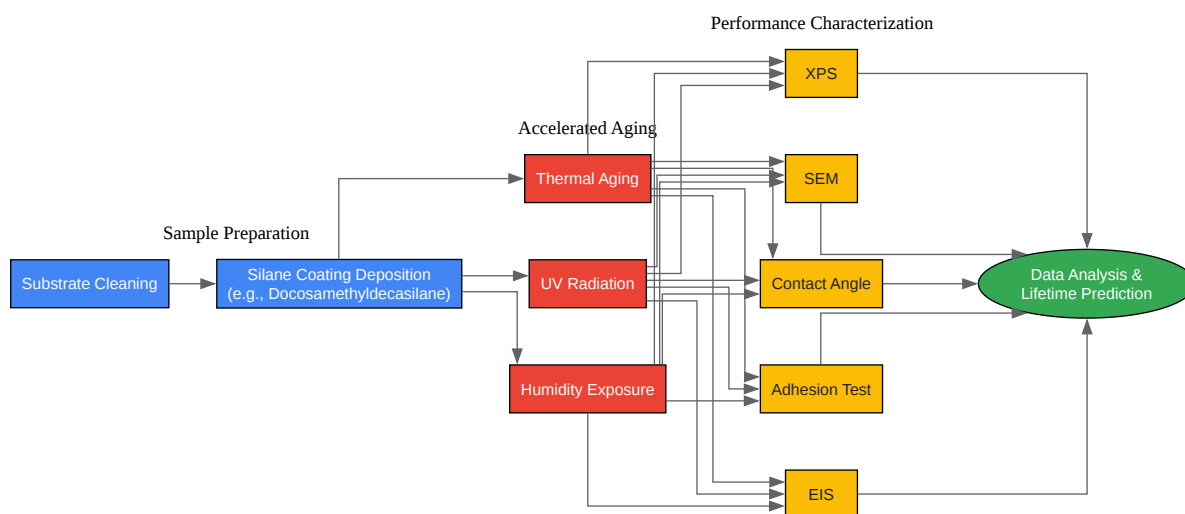 Performance Characterization
XPS
Accelerated Aging
Thermal Aging
SEM
Sample Preparation
Substrate Cleaning
Silane Coating Deposition
(e.g., Docosamethyldecasilane)
UV Radiation
Contact Angle
Data Analysis &
Lifetime Prediction
Humidity Exposure
Adhesion Test
EIS